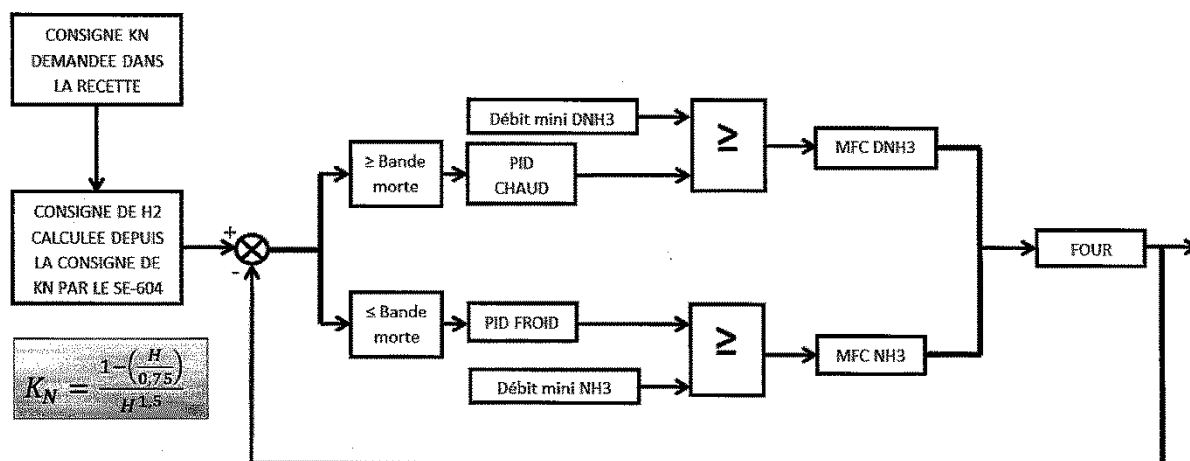 CONSIGNE KN
DEMANDEE DANS
LA RECETTE
CONSIGNE DE H2
CALCULEE DEPUIS
LA CONSIGNE DE
KN PAR LE SE-604
+
-
≥ Bande
morte
Débit mini DNH3
PID
CHAUD
≥
MFC DNH3
≤ Bande
morte
PID FROID
Débit mini NH3
≥
MFC NH3
FOUR
K_N = (1-(H/0,75))/H^1,5